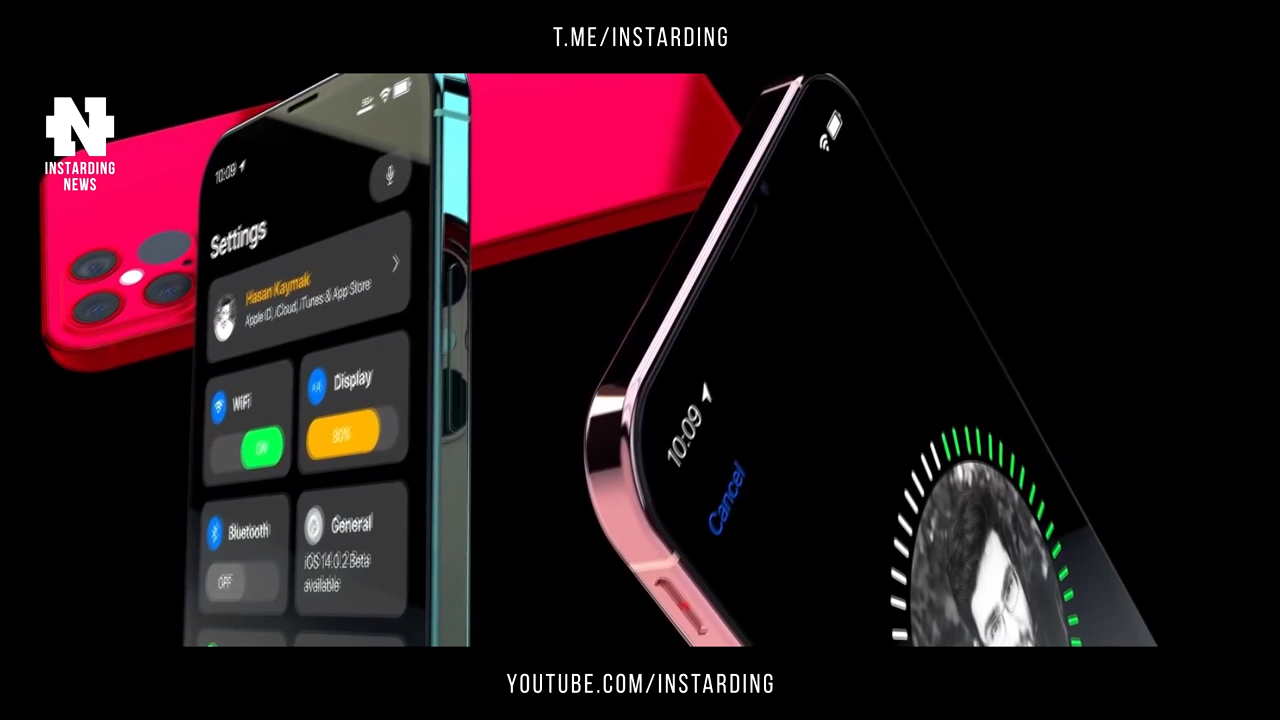 T.ME/INSTARDING
N
INSTARDING
NEWS
10:09
Settings
Hasan Kaymak
Apple ID, iCloud, iTunes & App Store
WiFi
ON
Display
80%
Bluetooth
OFF
General
iOS 14.0.2 Beta
available
10:09
Cancel
YOUTUBE.COM/INSTARDING